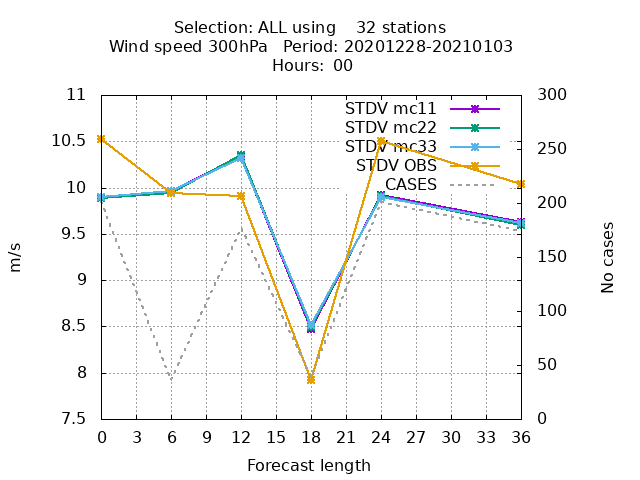 Selection: ALL using    32 stations
Wind speed 300hPa   Period: 20201228-20210103
Hours:  00
STDV mc11
STDV mc22
STDV mc33
STDV OBS
CASES
m/s
11
10.5
10
9.5
9
8.5
8
7.5
No cases
300
250
200
150
100
50
0
0 3 6 9 12 15 18 21 24 27 30 33 36
Forecast length